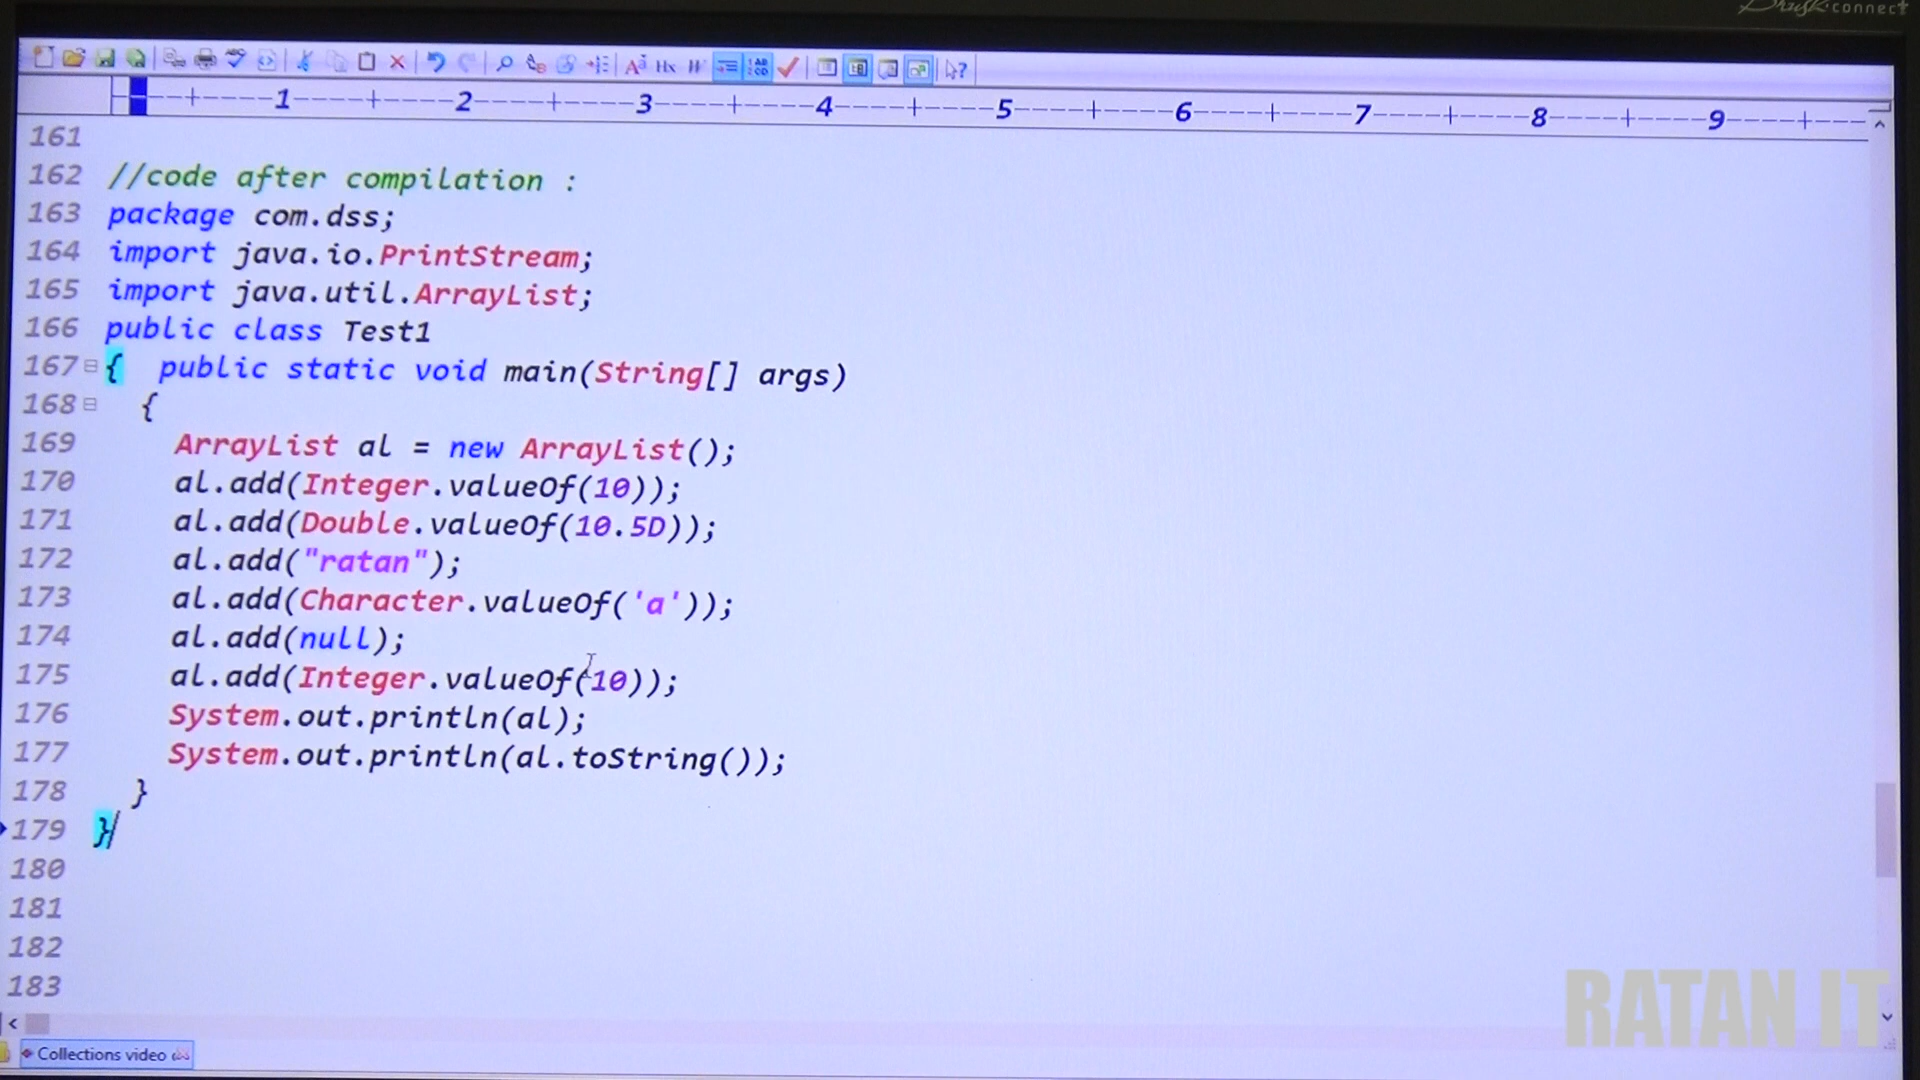 connect
1 2 3 4 5 6 7 8 9
161
162 //code after compilation :
163 package com.dss;
164 import java.io.PrintStream;
165 import java.util.ArrayList;
166 public class Test1
167 { public static void main(String[] args)
168 {
169 ArrayList al = new ArrayList();
170 al.add(Integer.valueOf(10));
171 al.add(Double.valueOf(10.5D));
172 al.add("ratan");
173 al.add(Character.valueOf('a'));
174 al.add(null);
175 al.add(Integer.valueOf(10));
176 System.out.println(al);
177 System.out.println(al.toString());
178 }
179 }
180
181
182
183
RATAN IT
Collections video